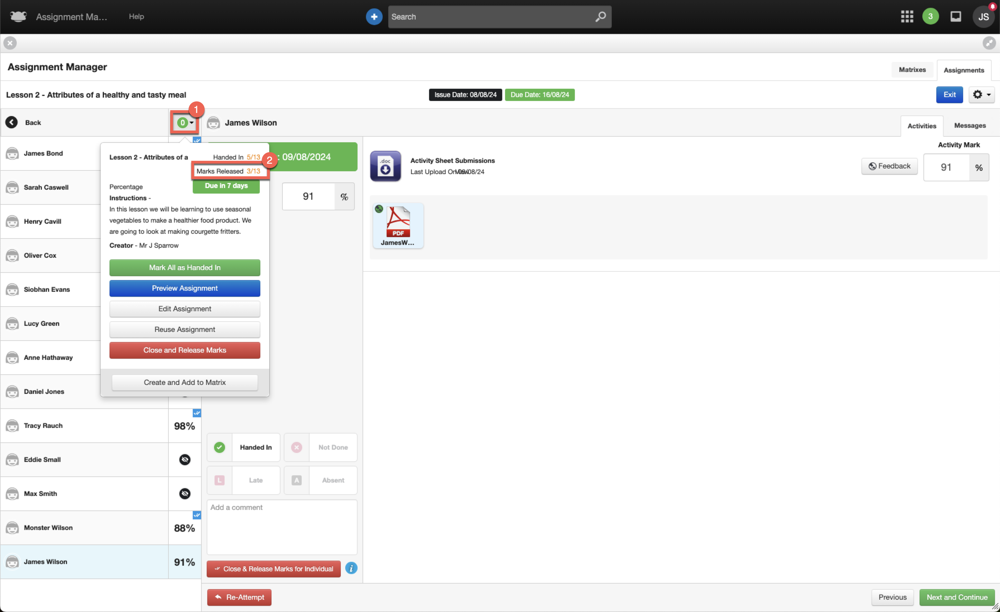 Assignment Ma...
Help
Search
3
JS
Assignment Manager
Matrixes
Assignments
Lesson 2 - Attributes of a healthy and tasty meal
Issue Date: 08/08/24
Due Date: 16/08/24
Exit
Back
0
1
James Wilson
Activities
Messages
James Bond
Sarah Caswell
Henry Cavill
Oliver Cox
Siobhan Evans
Lucy Green
Anne Hathaway
Daniel Jones
Tracy Rauch
98%
Eddie Small
Max Smith
Monster Wilson
88%
James Wilson
91%
Lesson 2 - Attributes of a
Handed In 5/13
2
Marks Released 3/13
Percentage
Due in 7 days
Instructions -
In this lesson we will be learning to use seasonal
vegetables to make a healthier food product. We
are going to look at making courgette fritters.
Creator - Mr J Sparrow
Mark All as Handed In
Preview Assignment
Edit Assignment
Reuse Assignment
Close and Release Marks
Create and Add to Matrix
: 09/08/2024
91 %
Handed In
Not Done
L Late
A Absent
Add a comment
Close & Release Marks for Individual
i
Re-Attempt
Activity Mark
.doc
Activity Sheet Submissions
Last Upload On 09/08/24
Feedback
91 %
PDF
JamesW...
Previous
Next and Continue